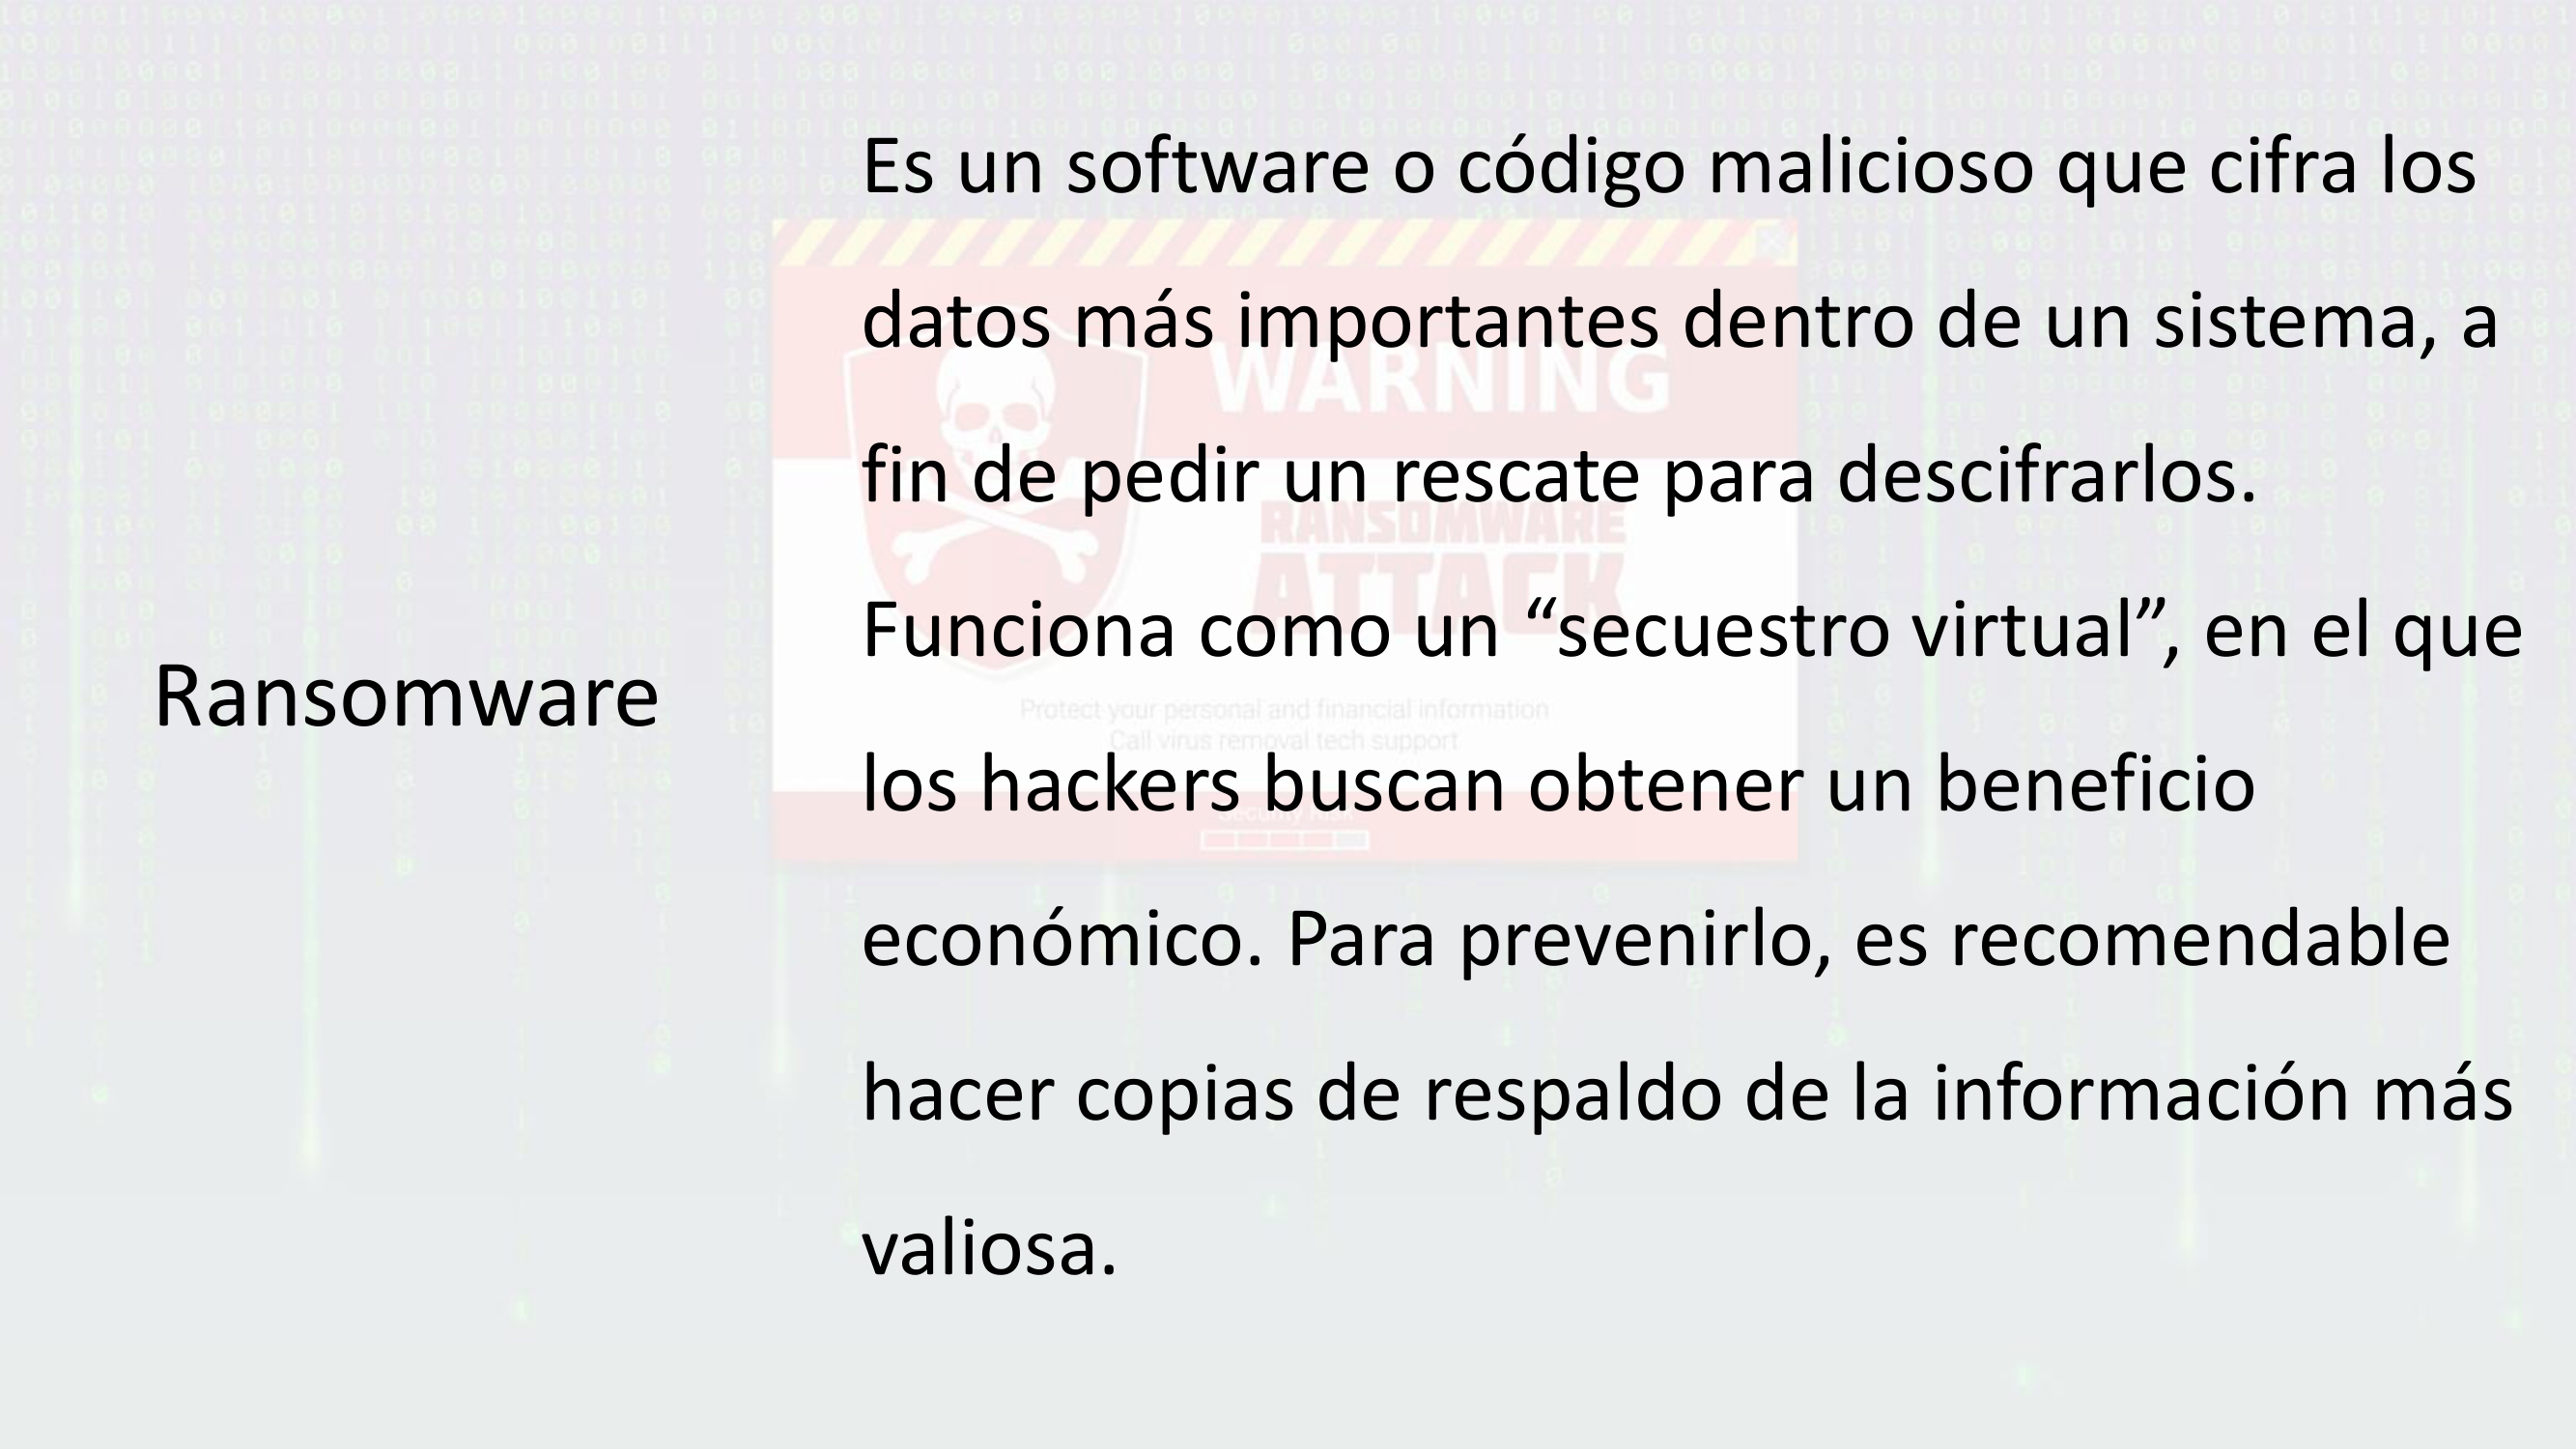 Ransomware
Es un software o código malicioso que cifra los
datos más importantes dentro de un sistema, a
fin de pedir un rescate para descifrarlos.
Funciona como un “secuestro virtual”, en el que
los hackers buscan obtener un beneficio
económico. Para prevenirlo, es recomendable
hacer copias de respaldo de la información más
valiosa.
WARNING
RANSOMWARE
ATTACK
Protect your personal and financial information
Call virus removal tech support
Security Risk